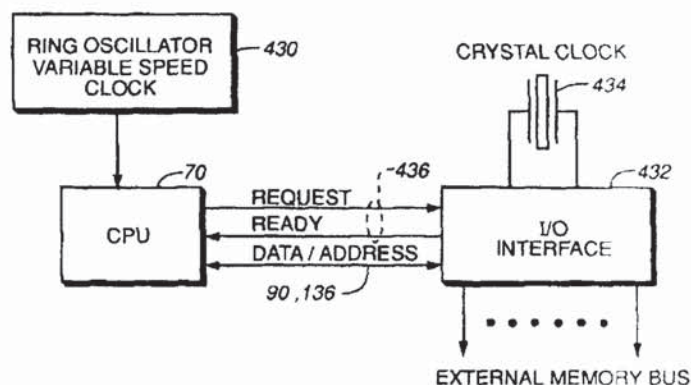 RING OSCILLATOR
VARIABLE SPEED
CLOCK
430
CRYSTAL CLOCK
434
70
CPU
REQUEST
436
READY
DATA / ADDRESS
90 , 136
432
I/O
INTERFACE
EXTERNAL MEMORY BUS